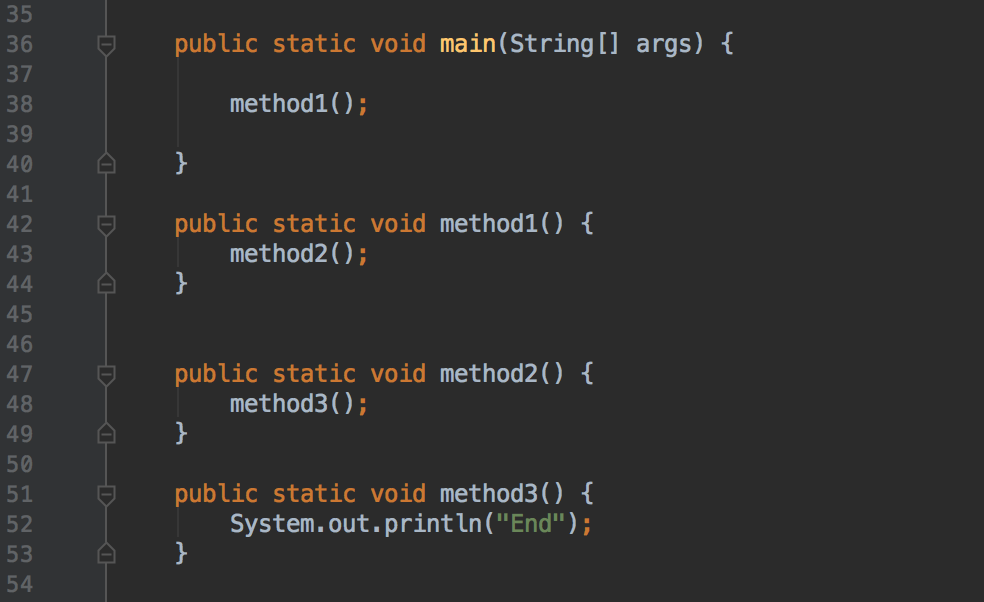 35
36 public static void main(String[] args) {
37
38 method1();
39
40 }
41
42 public static void method1() {
43 method2();
44 }
45
46
47 public static void method2() {
48 method3();
49 }
50
51 public static void method3() {
52 System.out.println("End");
53 }
54